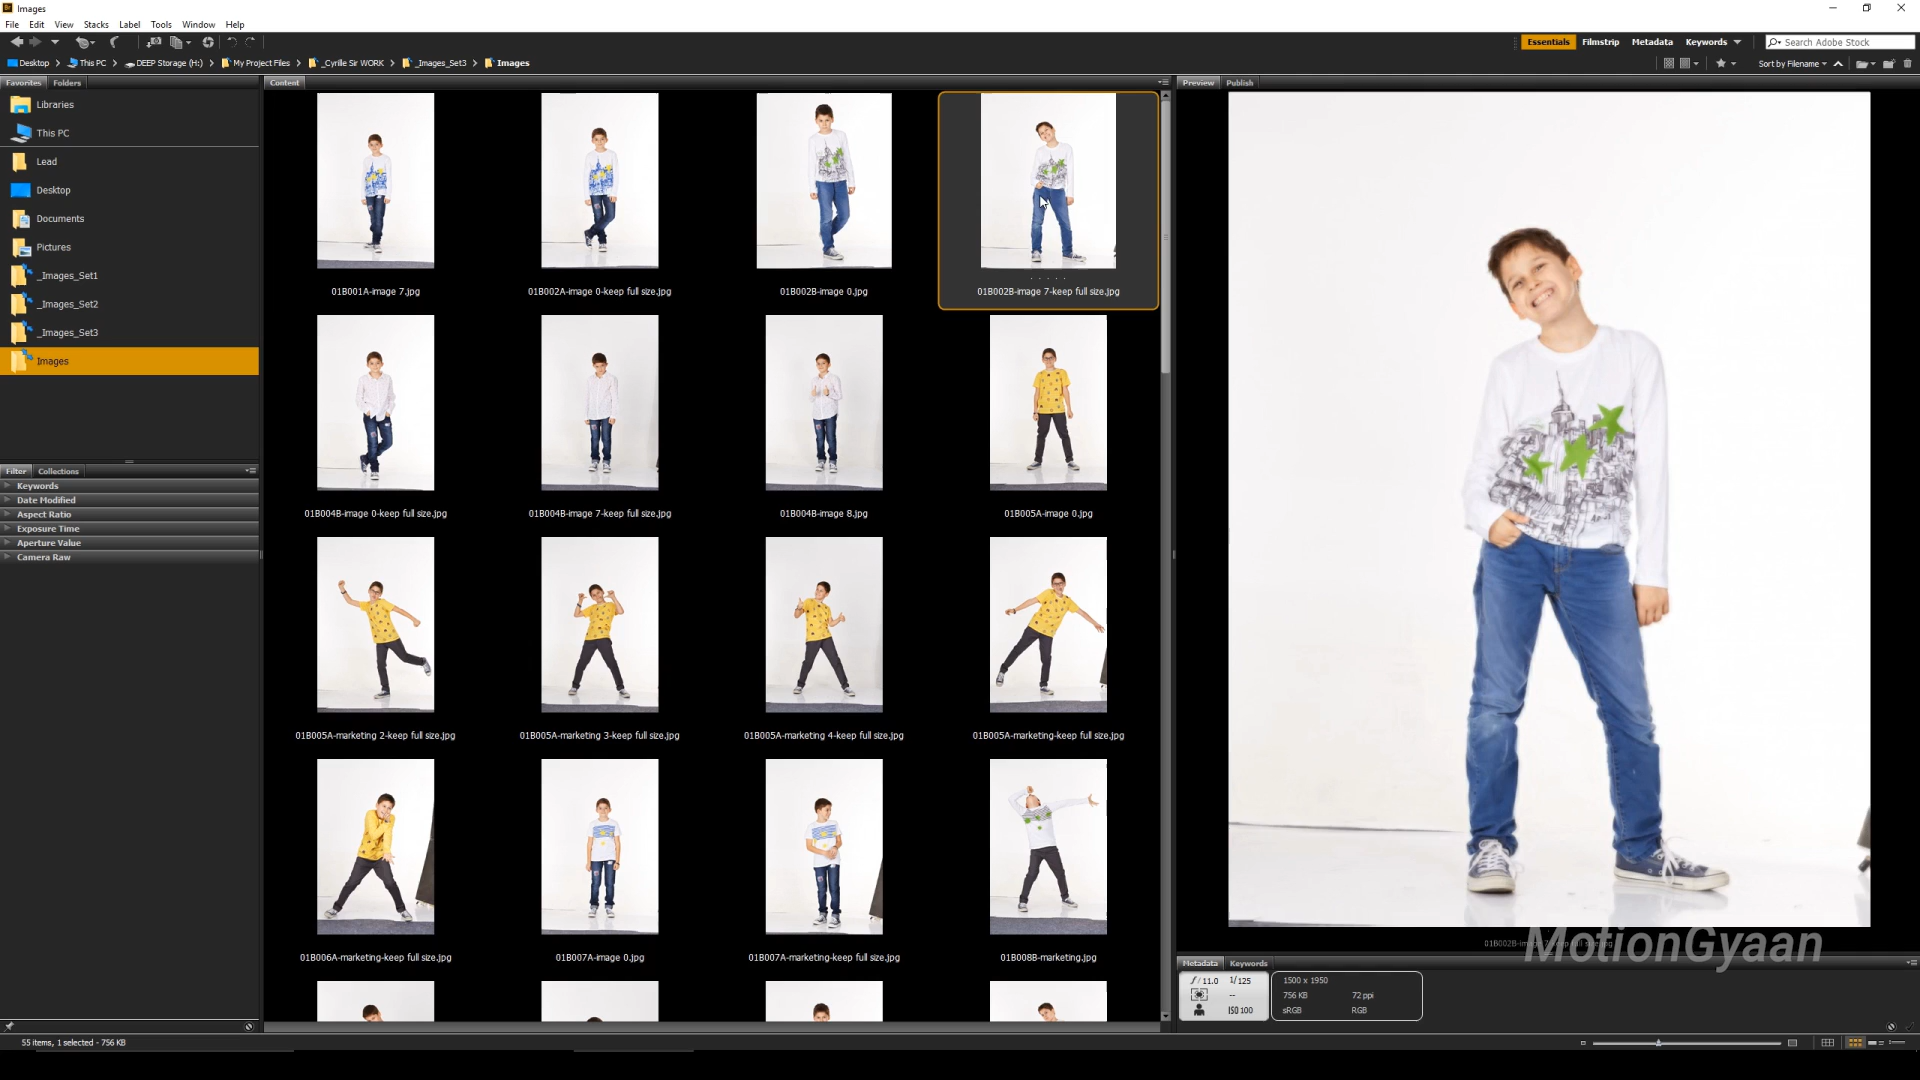 Images
File Edit View Stacks Label Tools Window Help
Essentials Filmstrip Metadata Keywords Search Adobe Stock
Desktop This PC DEEP Storage (H:) My Project Files _Cyrille Sir WORK _Images_Set3 Images
Sort by Filename
Favorites Folders
Content
Preview Publish
Libraries
This PC
Lead
Desktop
Documents
Pictures
_Images_Set1
_Images_Set2
_Images_Set3
Images
Filter Collections
Keywords
Date Modified
Aspect Ratio
Exposure Time
Aperture Value
Camera Raw
01B001A-image 7.jpg
01B002A-image 0-keep full size.jpg
01B002B-image 0.jpg
01B002B-image 7-keep full size.jpg
01B004B-image 0-keep full size.jpg
01B004B-image 7-keep full size.jpg
01B004B-image 8.jpg
01B005A-image 0.jpg
01B005A-marketing 2-keep full size.jpg
01B005A-marketing 3-keep full size.jpg
01B005A-marketing 4-keep full size.jpg
01B005A-marketing-keep full size.jpg
01B006A-marketing-keep full size.jpg
01B007A-image 0.jpg
01B007A-marketing-keep full size.jpg
01B008B-marketing.jpg
01B002B-image 7-keep full size.jpg
MotionGyaan
Metadata Keywords
f/11.0 1/125
--
ISO 100
1500 x 1950
756 KB 72 ppi
sRGB RGB
55 items, 1 selected - 756 KB